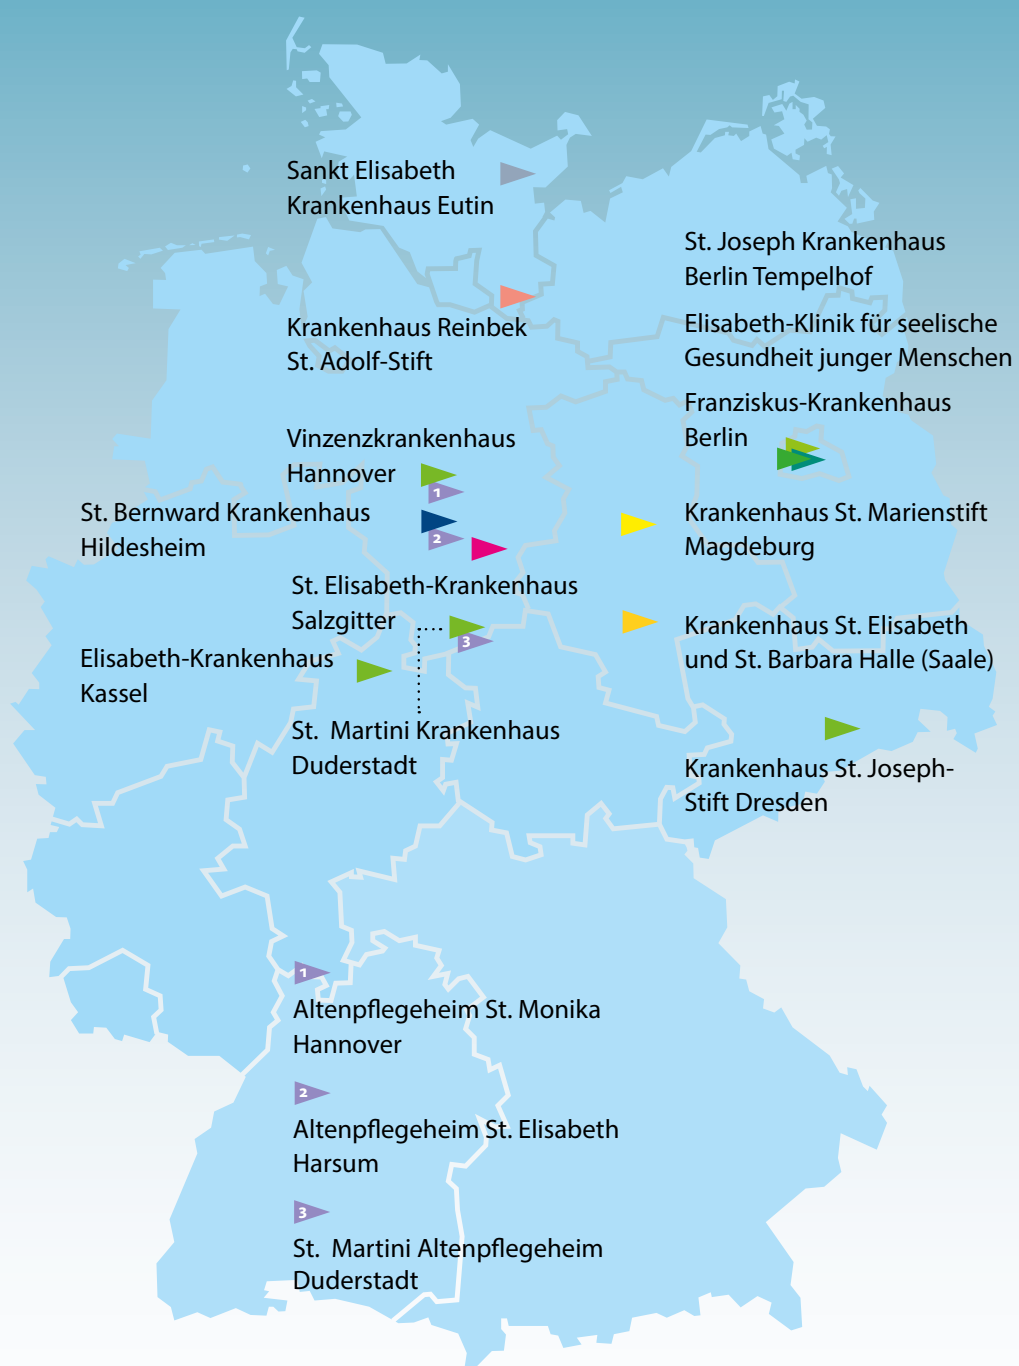 Sankt Elisabeth
Krankenhaus Eutin
St. Joseph Krankenhaus
Berlin Tempelhof
Krankenhaus Reinbek
St. Adolf-Stift
Elisabeth-Klinik für seelische
Gesundheit junger Menschen
Franziskus-Krankenhaus
Berlin
Vinzenzkrankenhaus
Hannover
1
St. Bernward Krankenhaus
Hildesheim
2
Krankenhaus St. Marienstift
Magdeburg
St. Elisabeth-Krankenhaus
Salzgitter
3
Krankenhaus St. Elisabeth
und St. Barbara Halle (Saale)
Elisabeth-Krankenhaus
Kassel
St. Martini Krankenhaus
Duderstadt
Krankenhaus St. Joseph-
Stift Dresden
1
Altenpflegeheim St. Monika
Hannover
2
Altenpflegeheim St. Elisabeth
Harsum
3
St. Martini Altenpflegeheim
Duderstadt